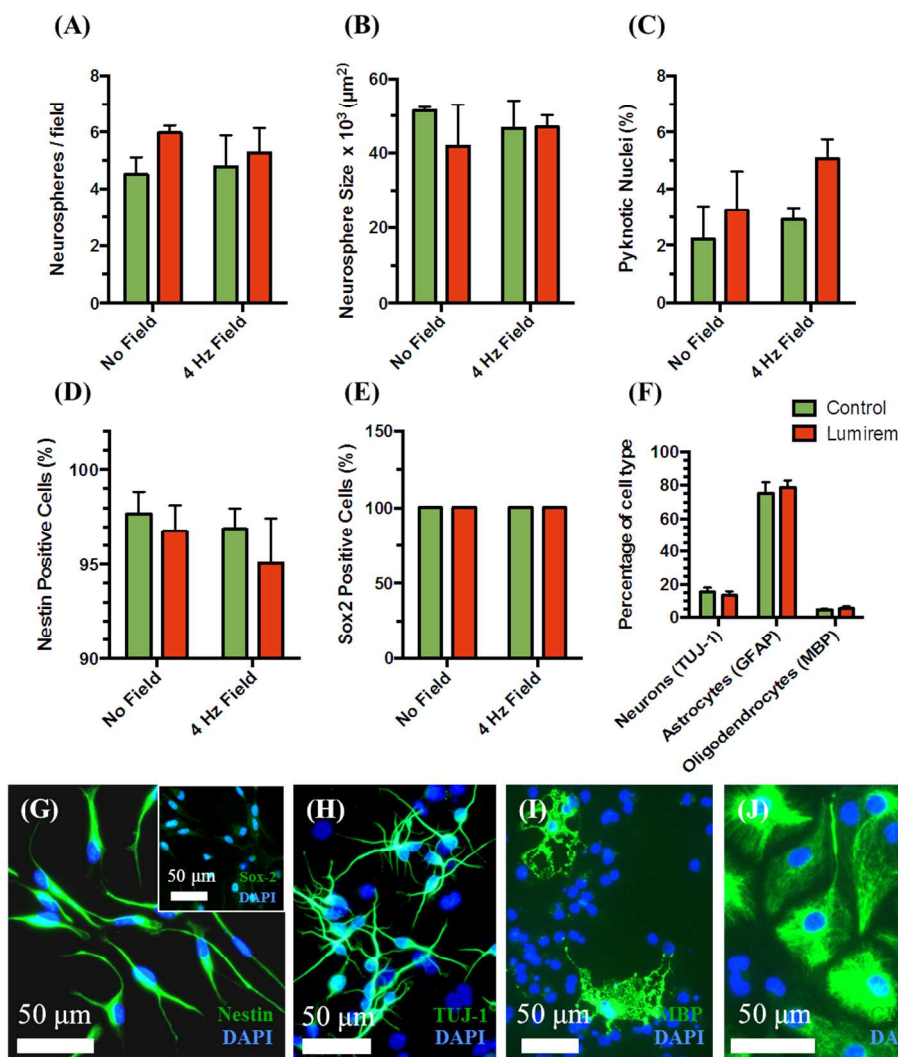 (A)
Neurospheres / field
8
6
4
2
0
No Field
4 Hz Field
(B)
Neurosphere Size x 10³ (µm²)
60
40
20
0
No Field
4 Hz Field
(C)
Pyknotic Nuclei (%)
8
6
4
2
0
No Field
4 Hz Field
(D)
Nestin Positive Cells (%)
100
95
90
No Field
4 Hz Field
(E)
Sox2 Positive Cells (%)
150
100
50
0
No Field
4 Hz Field
(F)
Control
Lumirem
Percentage of cell type
100
80
60
40
20
0
Neurons (TUJ-1)
Astrocytes (GFAP)
Oligodendrocytes (MBP)
(G)
Sox-2
50 µm
DAPI
Nestin
50 µm
DAPI
(H)
TUJ-1
50 µm
DAPI
(I)
MBP
50 µm
DAPI
(J)
50 µm